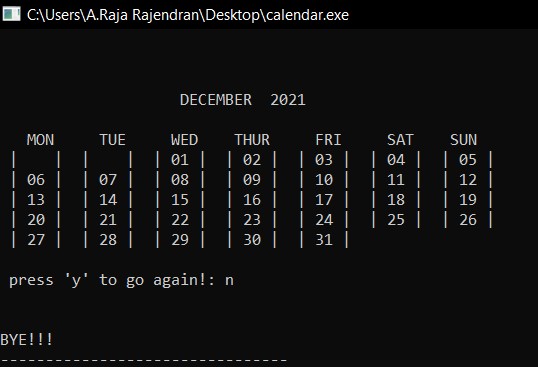 C:\Users\A.Raja Rajendran\Desktop\calendar.exe
DECEMBER  2021
MON     TUE     WED    THUR     FRI     SAT    SUN
|    |  |    |  | 01 |  | 02 |  | 03 |  | 04 |  | 05 |
| 06 |  | 07 |  | 08 |  | 09 |  | 10 |  | 11 |  | 12 |
| 13 |  | 14 |  | 15 |  | 16 |  | 17 |  | 18 |  | 19 |
| 20 |  | 21 |  | 22 |  | 23 |  | 24 |  | 25 |  | 26 |
| 27 |  | 28 |  | 29 |  | 30 |  | 31 |
press 'y' to go again!: n
BYE!!!
--------------------------------